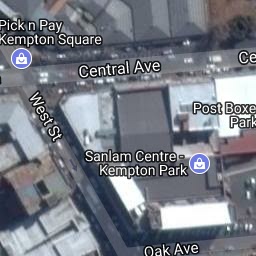 Pick n Pay
Kempton Square
Central Ave
West St
Post Boxe
Park
Sanlam Centre -
Kempton Park
Oak Ave